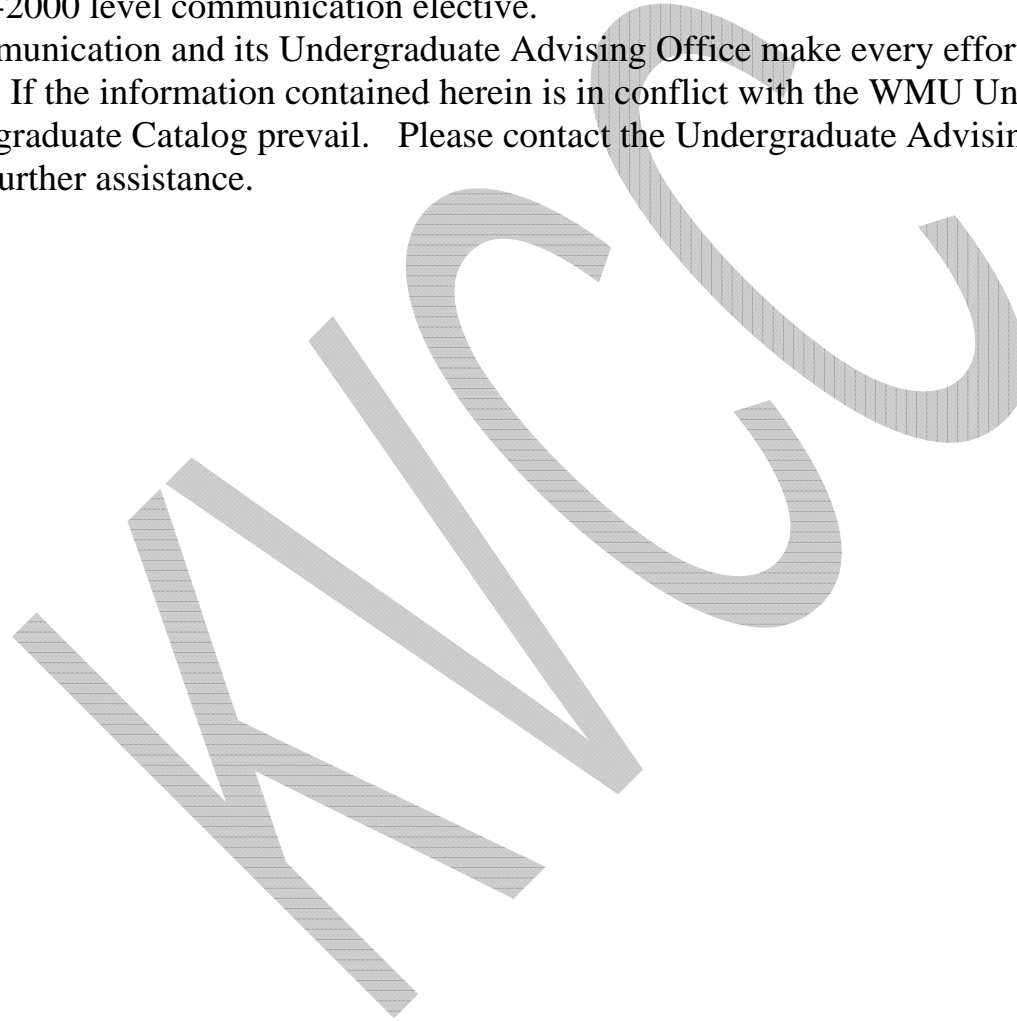 -2000 level communication elective.
munication and its Undergraduate Advising Office make every effor
If the information contained herein is in conflict with the WMU Un
graduate Catalog prevail. Please contact the Undergraduate Advisin
urther assistance.
KVCC